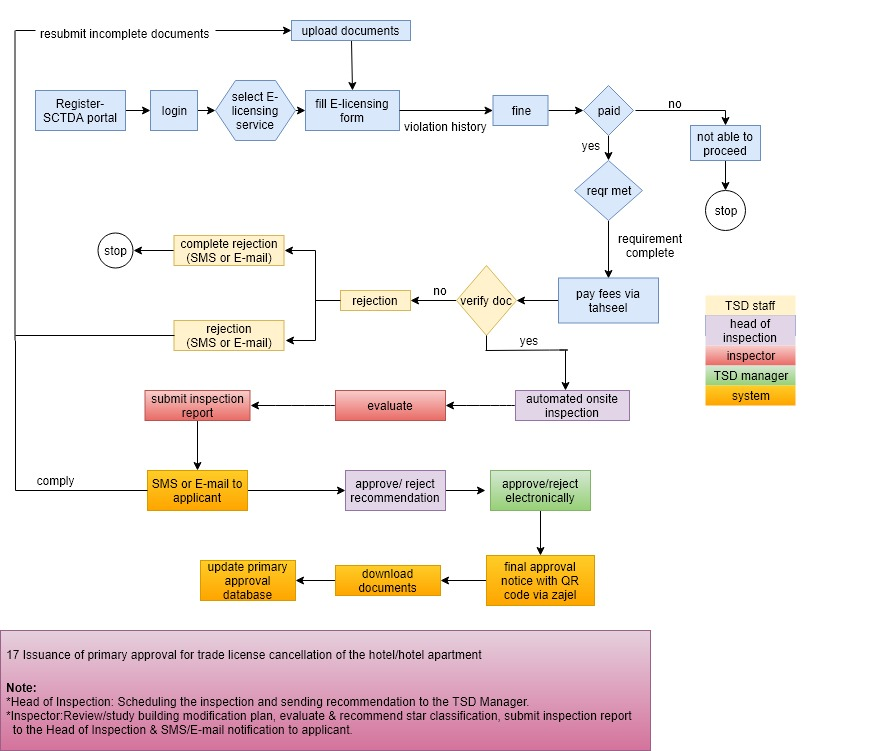 resubmit incomplete documents
upload documents
Register-
SCTDA portal
login
select E-
licensing
service
fill E-licensing
form
violation history
fine
paid
no
not able to
proceed
stop
yes
reqr met
requirement
complete
pay fees via
tahseel
verify doc
no
rejection
complete rejection
(SMS or E-mail)
stop
rejection
(SMS or E-mail)
yes
TSD staff
head of
inspection
inspector
TSD manager
system
automated onsite
inspection
evaluate
submit inspection
report
comply
SMS or E-mail to
applicant
approve/ reject
recommendation
approve/reject
electronically
final approval
notice with QR
code via zajel
download
documents
update primary
approval
database
17 Issuance of primary approval for trade license cancellation of the hotel/hotel apartment
Note:
*Head of Inspection: Scheduling the inspection and sending recommendation to the TSD Manager.
*Inspector:Review/study building modification plan, evaluate & recommend star classification, submit inspection report
to the Head of Inspection & SMS/E-mail notification to applicant.